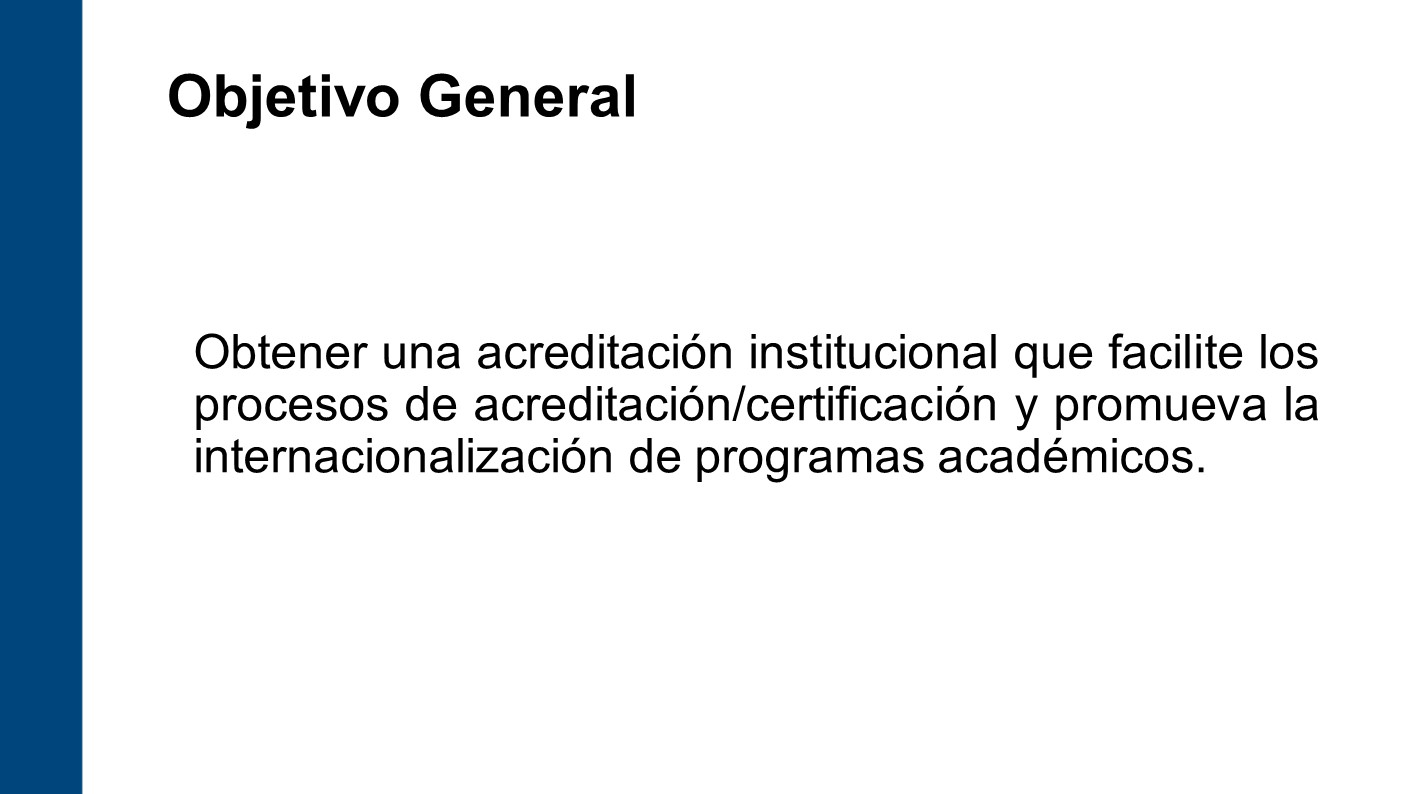 Objetivo General
Obtener una acreditación institucional que facilite los
procesos de acreditación/certificación y promueva la
internacionalización de programas académicos.